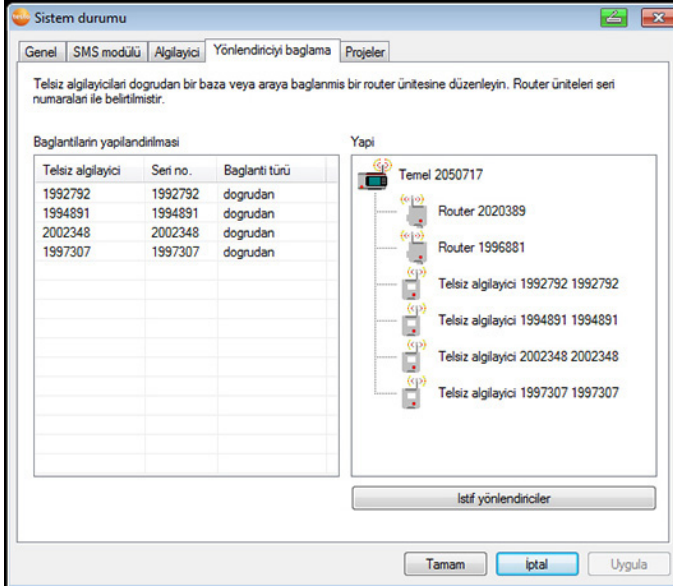 Sistem durumu
Genel SMS modülü Algilayici Yönlendiriciyi baglama Projeler
Telsiz algilayicilari dogrudan bir baza veya araya baglanmis bir router ünitesine düzenleyin. Router üniteleri seri
numaralari ile belirtilmistir.
Baglantilarin yapilandirilmasi
Telsiz algilayici Seri no. Baglanti türü
1992792 1992792 dogrudan
1994891 1994891 dogrudan
2002348 2002348 dogrudan
1997307 1997307 dogrudan
Yapi
Temel 2050717
Router 2020389
Router 1996881
Telsiz algilayici 1992792 1992792
Telsiz algilayici 1994891 1994891
Telsiz algilayici 2002348 2002348
Telsiz algilayici 1997307 1997307
Istif yönlendiriciler
Tamam İptal Uygula